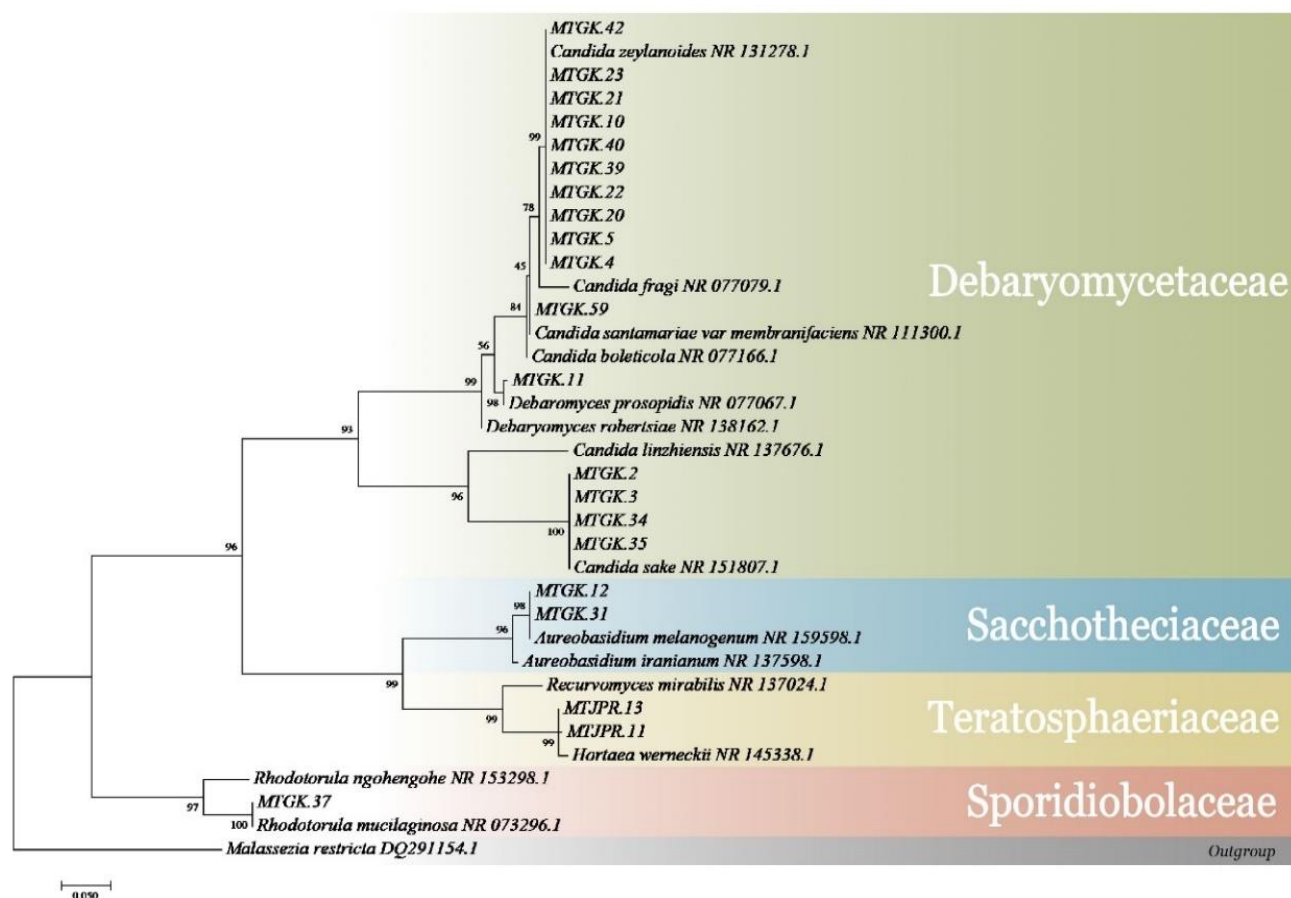 MTGK.42
Candida zeylanoides NR 131278.1
MTGK.23
MTGK.21
MTGK.10
99
MTGK.40
MTGK.39
MTGK.22
78
MTGK.20
MTGK.5
MTGK.4
45
Candida fragi NR 077079.1
Debaryomycetaceae
84
MTGK.59
Candida santamariae var membranifaciens NR 111300.1
56
Candida boleticola NR 077166.1
99
MTGK.11
98
Debaromyces prosopidis NR 077067.1
Debaryomyces robertsiae NR 138162.1
93
Candida linzhiensis NR 137676.1
MTGK.2
96
MTGK.3
MTGK.34
100
MTGK.35
96
Candida sake NR 151807.1
MTGK.12
98
MTGK.31
96
Aureobasidium melanogenum NR 159598.1
Sacchotheciaceae
Aureobasidium iranianum NR 137598.1
99
Recurvomyces mirabilis NR 137024.1
MTJPR.13
99
MTJPR.11
Teratosphaeriaceae
99
Hortaea werneckii NR 145338.1
Rhodotorula ngohengohe NR 153298.1
97
MTGK.37
Sporidiobolaceae
100
Rhodotorula mucilaginosa NR 073296.1
Malassezia restricta DQ291154.1
Outgroup
0.050